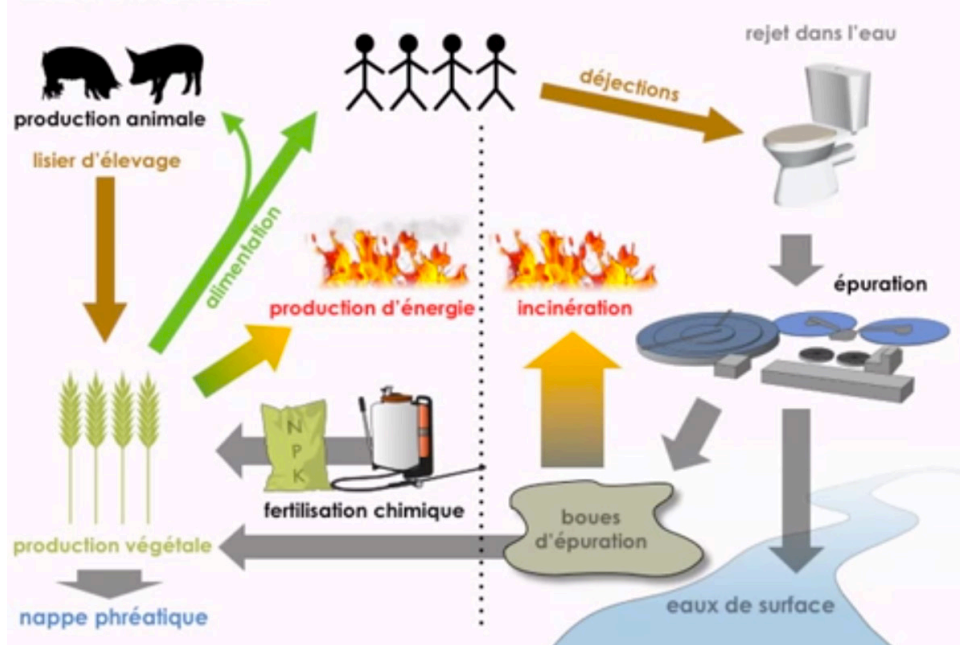 rejet dans l'eau
déjections
production animale
lisier d'élevage
alimentation
production d'énergie
incinération
épuration
N
P
K
fertilisation chimique
boues
d'épuration
production végétale
nappe phréatique
eaux de surface